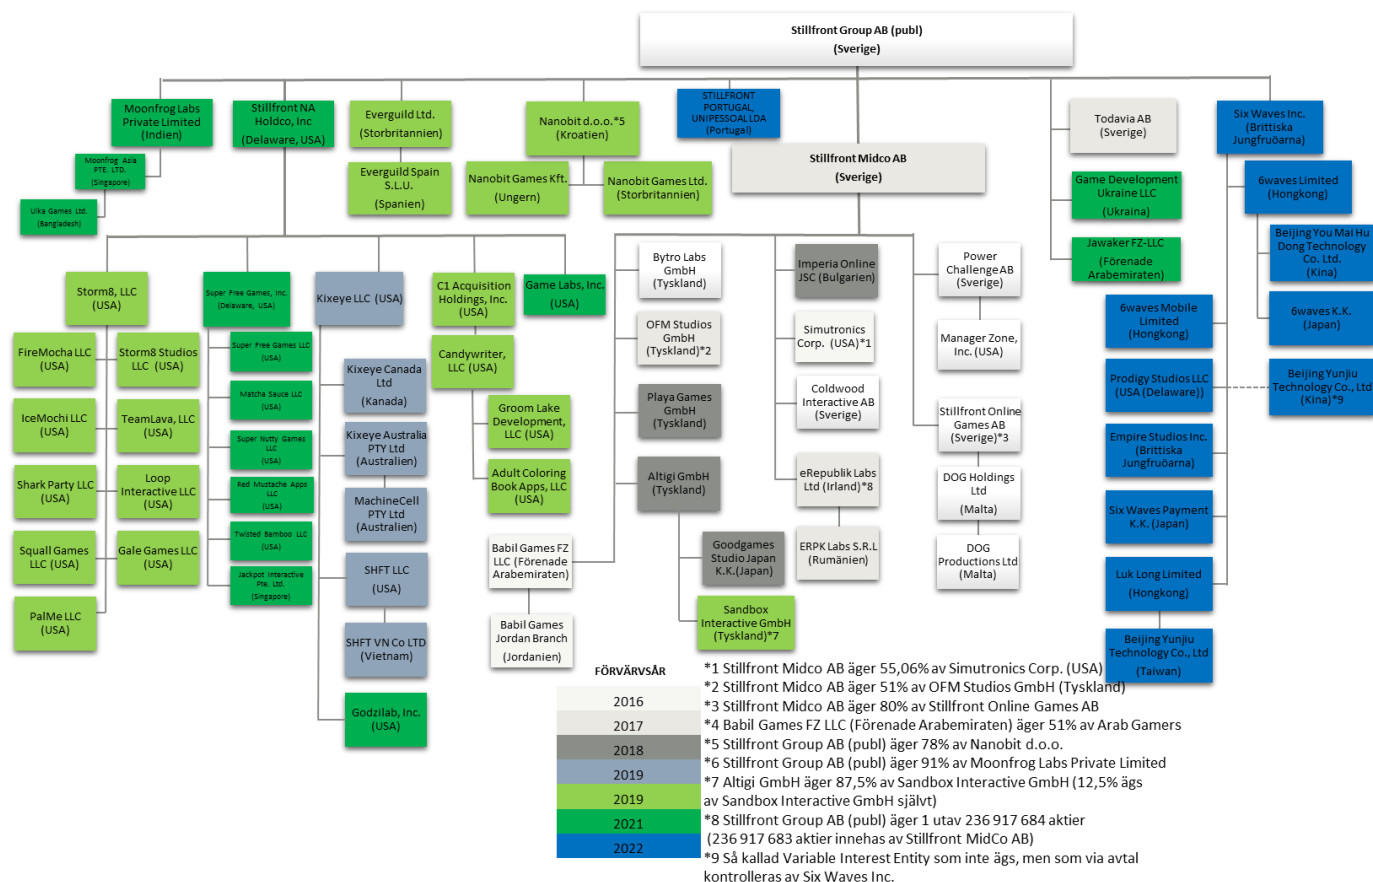 Stillfront Group AB (publ)
(Sverige)
Moonfrog Labs
Private Limited
(Indien)
Moonfrog Asia
PTE. LTD.
(Singapore)
Ulka Games Ltd.
(Bangladesh)
Stillfront NA
Holdco, Inc
(Delaware, USA)
Everguild Ltd.
(Storbritannien)
Everguild Spain
S.L.U.
(Spanien)
Nanobit d.o.o.*5
(Kroatien)
Nanobit Games Kft.
(Ungern)
Nanobit Games Ltd.
(Storbritannien)
STILLFRONT
PORTUGAL,
UNIPESSOAL LDA
(Portugal)
Stillfront Midco AB
(Sverige)
Todavia AB
(Sverige)
Game Development
Ukraine LLC
(Ukraina)
Jawaker FZ-LLC
(Förenade
Arabemiraten)
Six Waves Inc.
(Brittiska
Jungfruöarna)
6waves Limited
(Hongkong)
Beijing You Mai Hu
Dong Technology
Co. Ltd.
(Kina)
6waves K.K.
(Japan)
6waves Mobile
Limited
(Hongkong)
Prodigy Studios LLC
(USA (Delaware))
Beijing Yunjiu
Technology Co., Ltd
(Kina)*9
Empire Studios Inc.
(Brittiska
Jungfruöarna)
Six Waves Payment
K.K. (Japan)
Luk Long Limited
(Hongkong)
Beijing Yunjiu
Technology Co., Ltd
(Taiwan)
Storm8, LLC
(USA)
FireMocha LLC
(USA)
Storm8 Studios
LLC (USA)
IceMochi LLC
(USA)
TeamLava, LLC
(USA)
Shark Party LLC
(USA)
Loop
Interactive LLC
(USA)
Squall Games
LLC (USA)
Gale Games LLC
(USA)
PalMe LLC
(USA)
Super Free Games, Inc.
(Delaware, USA)
Super Free Games LLC
(USA)
Matcha Sauce LLC
(USA)
Super Nutty Games
LLC
(USA)
Red Mustache Apps
LLC
(USA)
Twisted Bamboo LLC
(USA)
Jackpot Interactive
Pte. Ltd.
(Singapore)
Kixeye LLC (USA)
Kixeye Canada
Ltd
(Kanada)
Kixeye Australia
PTY Ltd
(Australien)
MachineCell
PTY Ltd
(Australien)
SHFT LLC
(USA)
SHFT VN Co LTD
(Vietnam)
Godzilab, Inc.
(USA)
C1 Acquisition
Holdings, Inc.
(USA)
Candywriter,
LLC (USA)
Groom Lake
Development,
LLC (USA)
Adult Coloring
Book Apps, LLC
(USA)
Game Labs, Inc.
(USA)
Bytro Labs
GmbH
(Tyskland)
OFM Studios
GmbH
(Tyskland)*2
Playa Games
GmbH
(Tyskland)
Altigi GmbH
(Tyskland)
Goodgames
Studio Japan
K.K.(Japan)
Sandbox
Interactive GmbH
(Tyskland)*7
Babil Games FZ
LLC (Förenade
Arabemiraten)
Babil Games
Jordan Branch
(Jordanien)
Imperia Online
JSC (Bulgarien)
Simutronics
Corp. (USA)*1
Coldwood
Interactive AB
(Sverige)
eRepublik Labs
Ltd (Irland)*8
ERPK Labs S.R.L
(Rumänien)
Power
Challenge AB
(Sverige)
Manager Zone,
Inc. (USA)
Stillfront Online
Games AB
(Sverige)*3
DOG Holdings
Ltd
(Malta)
DOG
Productions Ltd
(Malta)
FÖRVÄRVSÅR
2016
2017
2018
2019
2019
2021
2022
*1 Stillfront Midco AB äger 55,06% av Simutronics Corp. (USA)
*2 Stillfront Midco AB äger 51% av OFM Studios GmbH (Tyskland)
*3 Stillfront Midco AB äger 80% av Stillfront Online Games AB
*4 Babil Games FZ LLC (Förenade Arabemiraten) äger 51% av Arab Gamers
*5 Stillfront Group AB (publ) äger 78% av Nanobit d.o.o.
*6 Stillfront Group AB (publ) äger 91% av Moonfrog Labs Private Limited
*7 Altigi GmbH äger 87,5% av Sandbox Interactive GmbH (12,5% ägs
av Sandbox Interactive GmbH självt)
*8 Stillfront Group AB (publ) äger 1 utav 236 917 684 aktier
(236 917 683 aktier innehas av Stillfront MidCo AB)
*9 Så kallad Variable Interest Entity som inte ägs, men som via avtal
kontrolleras av Six Waves Inc.